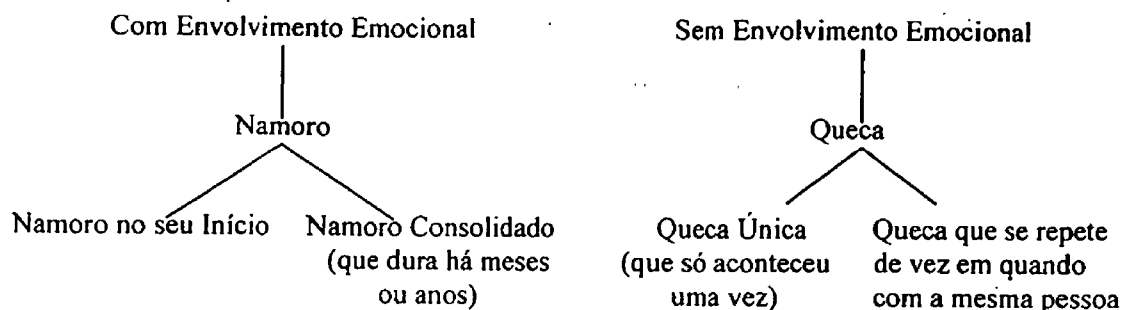 Com Envolvimento Emocional
Namoro
Namoro no seu Início
Namoro Consolidado
(que dura há meses
ou anos)
Sem Envolvimento Emocional
Queca
Queca Única
(que só aconteceu
uma vez)
Queca que se repete
de vez em quando
com a mesma pessoa